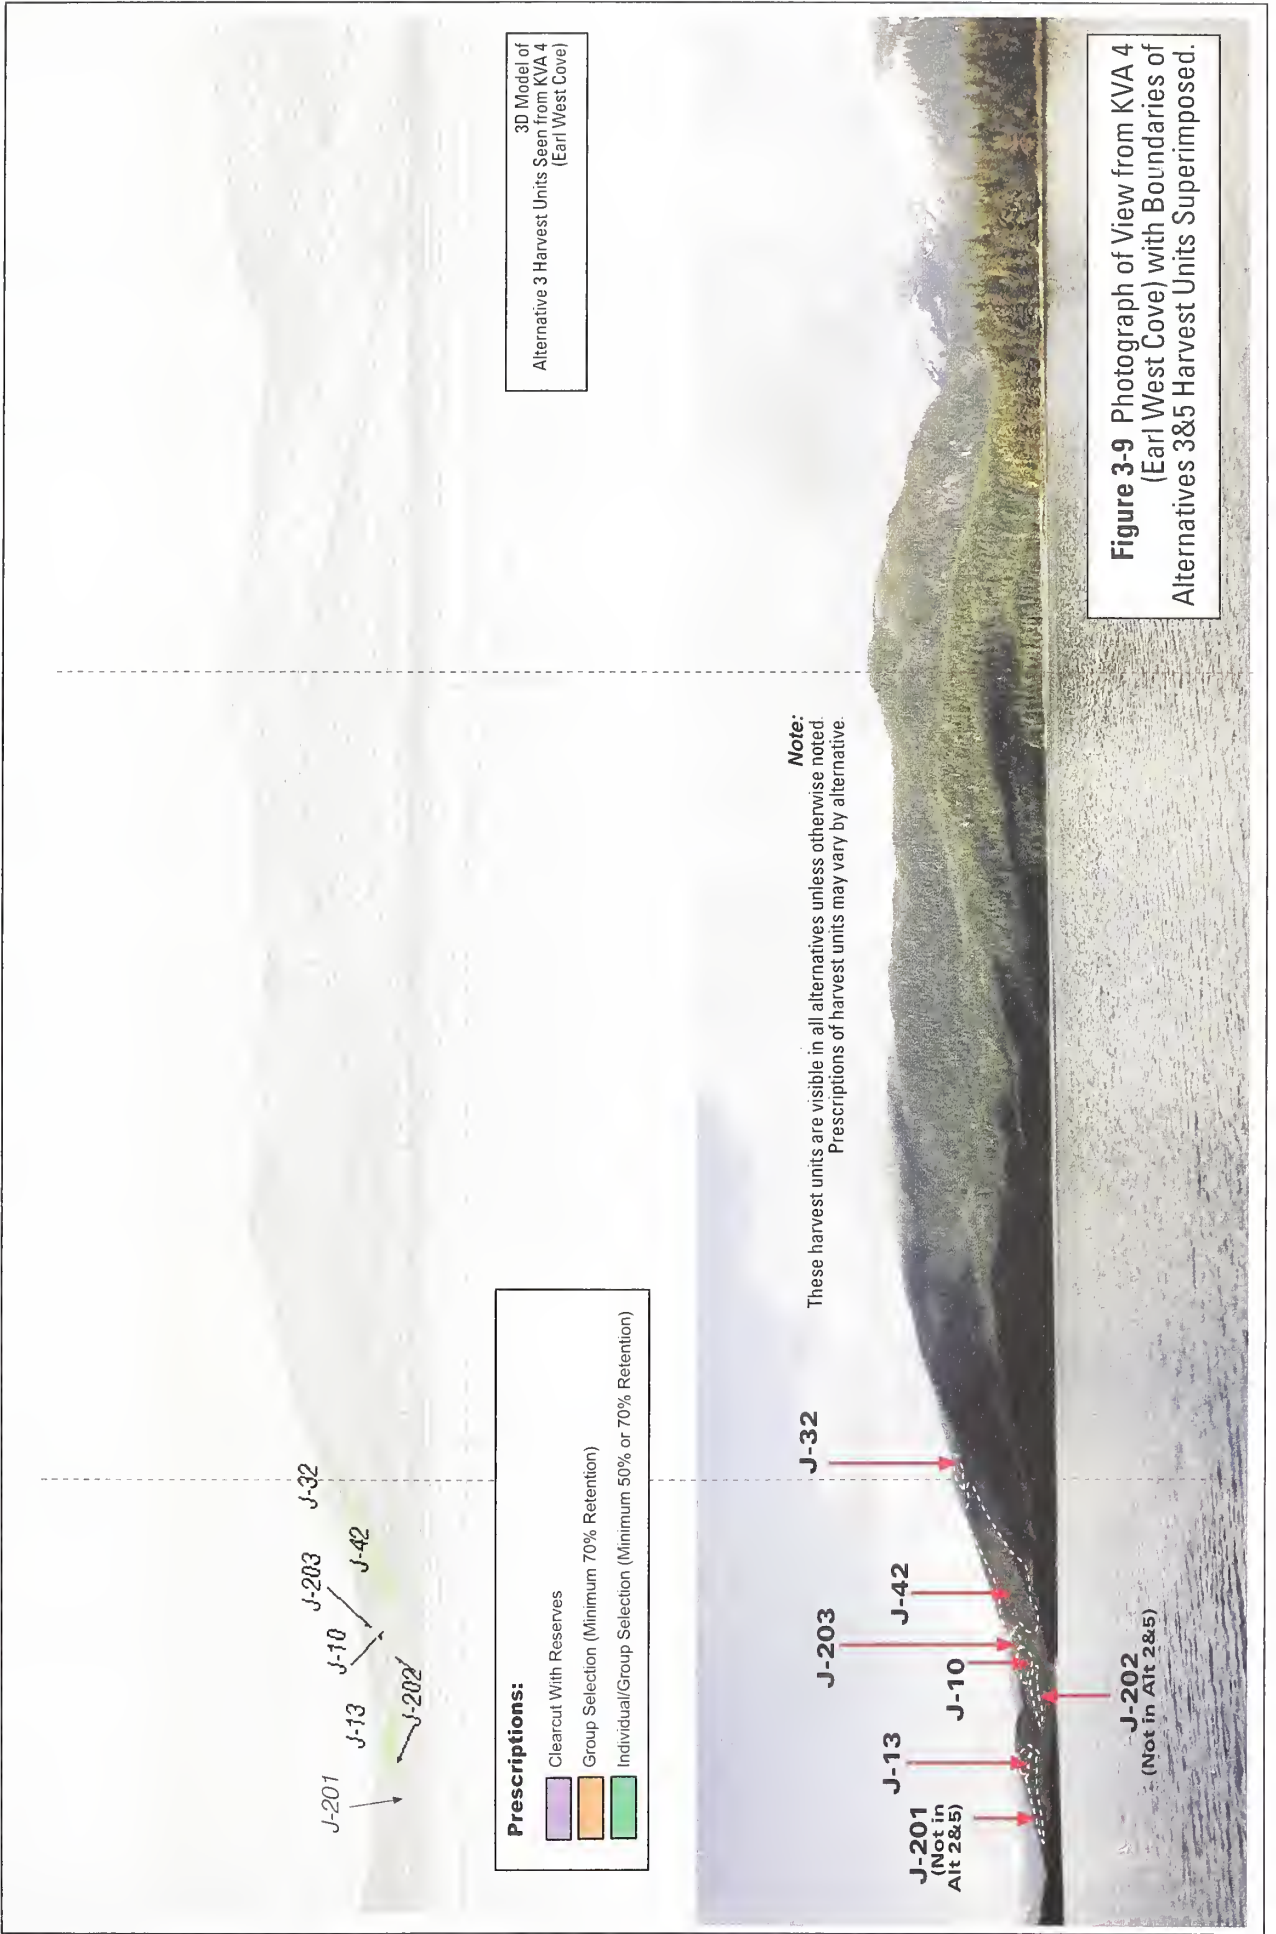 J-201
J-13
J-10
J-203
J-202
J-42
J-32
3D Model of
Alternative 3 Harvest Units Seen from KVA 4
(Earl West Cove)
Prescriptions:
Clearcut With Reserves
Group Selection (Minimum 70% Retention)
Individual/Group Selection (Minimum 50% or 70% Retention)
Note:
These harvest units are visible in all alternatives unless otherwise noted.
Prescriptions of harvest units may vary by alternative.
J-201
(Not in
Alt 2&5)
J-13
J-10
J-203
J-42
J-32
J-202
(Not in Alt 2&5)
Figure 3-9 Photograph of View from KVA 4
(Earl West Cove) with Boundaries of
Alternatives 3&5 Harvest Units Superimposed.